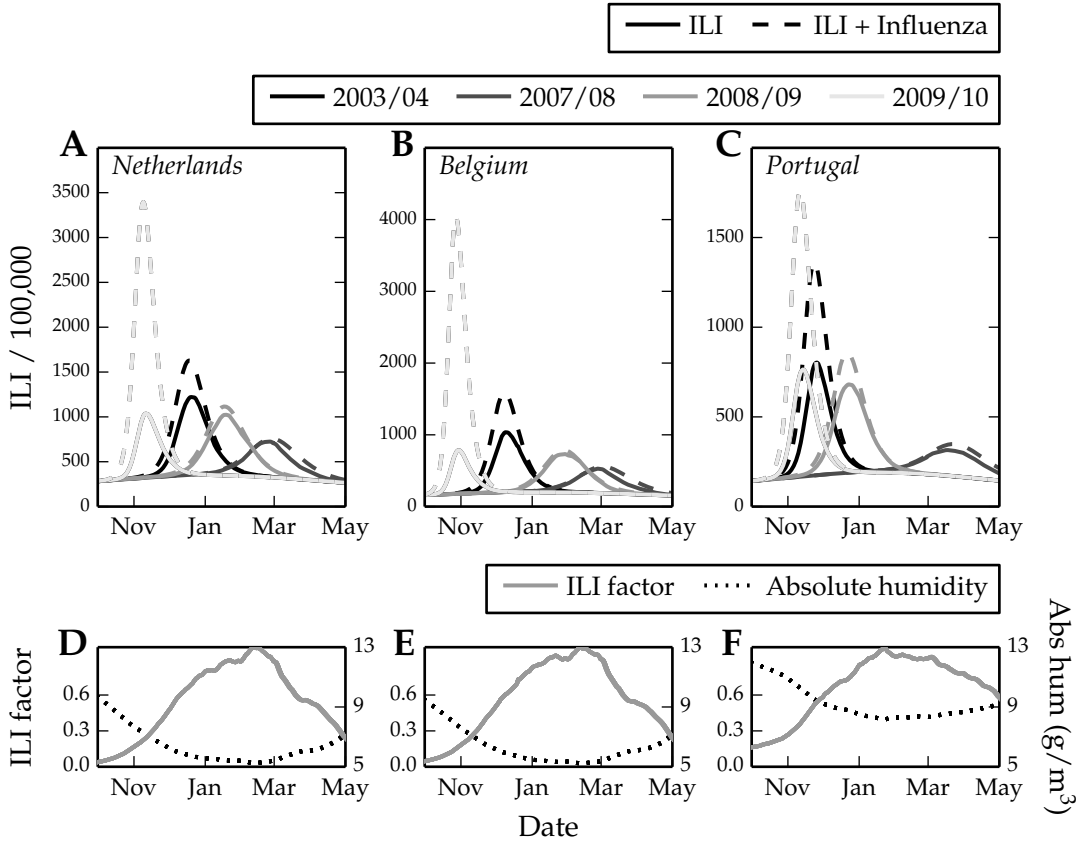 ILI ILI + Influenza
2003/04 2007/08 2008/09 2009/10
A Netherlands
B Belgium
C Portugal
ILI / 100,000
3500
3000
2500
2000
1500
1000
500
0
Nov Jan Mar May
4000
3000
2000
1000
0
Nov Jan Mar May
1500
1000
500
0
Nov Jan Mar May
ILI factor Absolute humidity
D
E
F
ILI factor
0.6
0.3
0.0
13
9
5
Nov Jan Mar May
0.6
0.3
0.0
13
9
5
Nov Jan Mar May
0.6
0.3
0.0
13
9
5
Nov Jan Mar May
Abs hum (g/m³)
Date